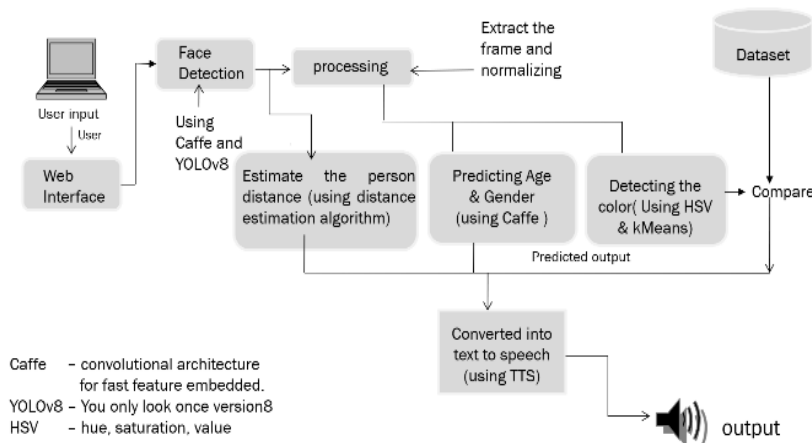 Face
Detection
processing
Extract the
frame and
normalizing
Dataset
User input
User
Web
Interface
Using
Caffe and
YOLOv8
Estimate the person
distance (using distance
estimation algorithm)
Predicting Age
& Gender
(using Caffe )
Detecting the
color( Using HSV
& kMeans)
Compare
Predicted output
Converted into
text to speech
(using TTS)
output
Caffe – convolutional architecture
for fast feature embedded.
YOLOv8 – You only look once version8
HSV – hue, saturation, value